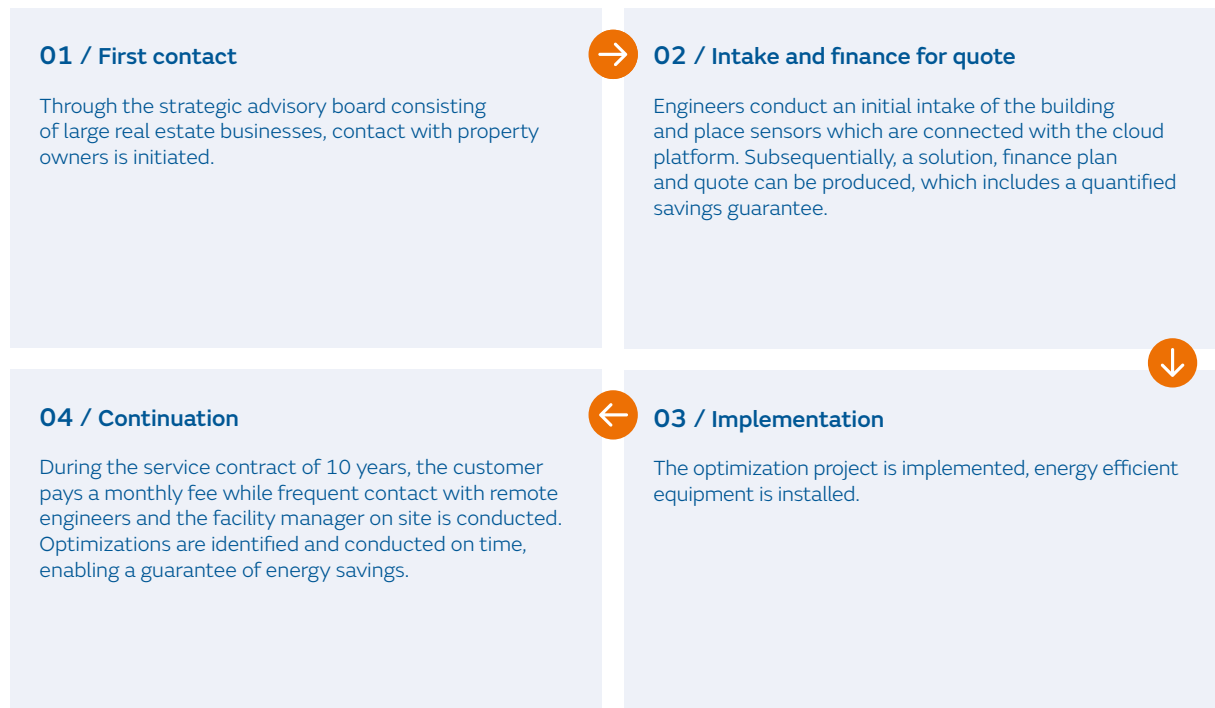 01 / First contact
Through the strategic advisory board consisting
of large real estate businesses, contact with property
owners is initiated.
02 / Intake and finance for quote
Engineers conduct an initial intake of the building
and place sensors which are connected with the cloud
platform. Subsequentially, a solution, finance plan
and quote can be produced, which includes a quantified
savings guarantee.
03 / Implementation
The optimization project is implemented, energy efficient
equipment is installed.
04 / Continuation
During the service contract of 10 years, the customer
pays a monthly fee while frequent contact with remote
engineers and the facility manager on site is conducted.
Optimizations are identified and conducted on time,
enabling a guarantee of energy savings.